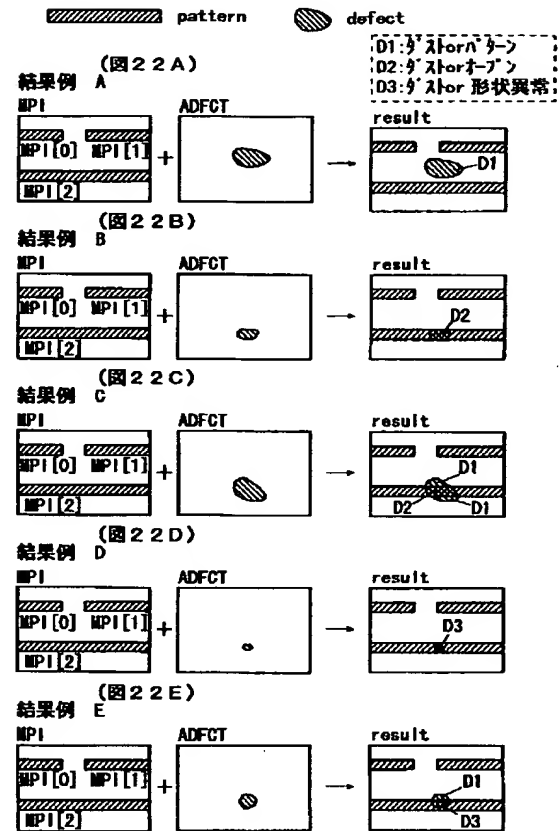 pattern defect
D1:ダストorパターン
D2:ダストorオープン
D3:ダストor 形状異常
(図22A)
結果例 A
MPI ADFCT result
MPI[0] MPI[1] + → D1
MPI[2]
(図22B)
結果例 B
MPI ADFCT result
MPI[0] MPI[1] + → D2
MPI[2]
(図22C)
結果例 C
MPI ADFCT result
MPI[0] MPI[1] + → D1
MPI[2] D2 D1
(図22D)
結果例 D
MPI ADFCT result
MPI[0] MPI[1] + → D3
MPI[2]
(図22E)
結果例 E
MPI ADFCT result
MPI[0] MPI[1] + → D1
MPI[2] D3